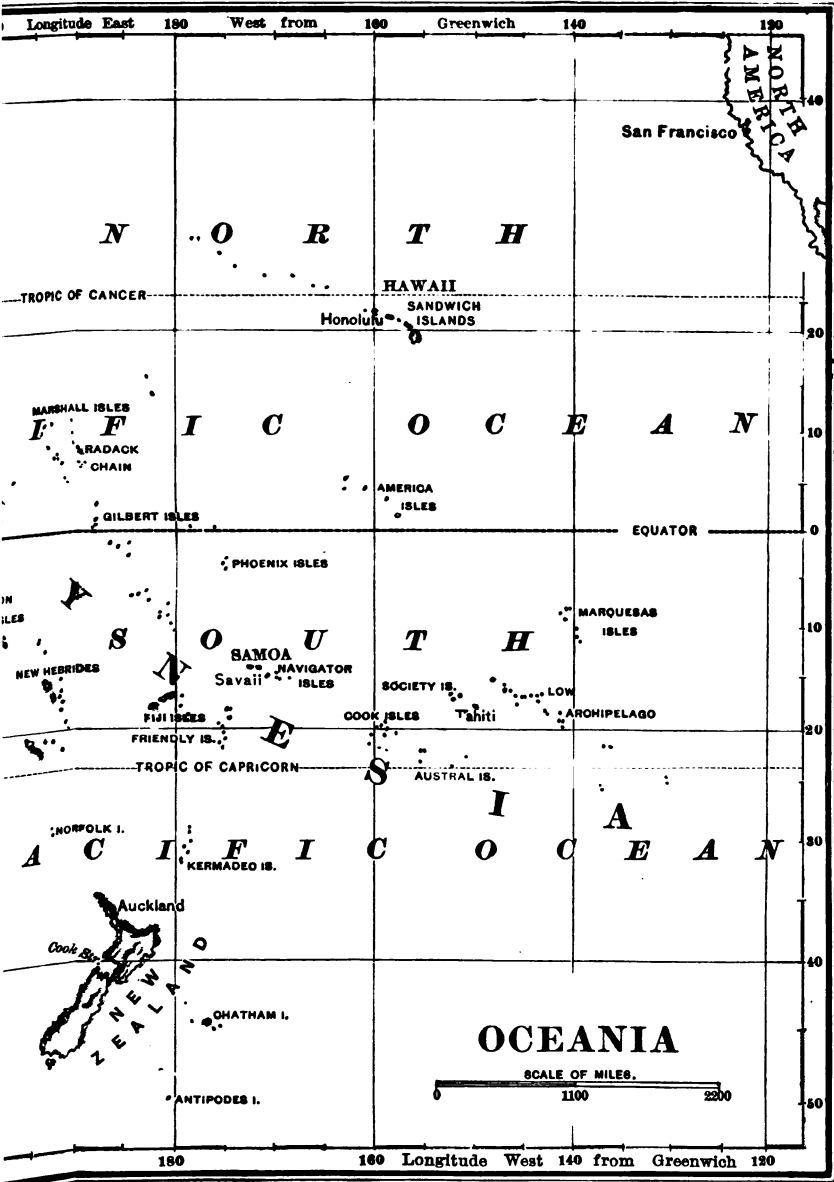 Longitude East 180 West from 160 Greenwich 140 120
NORTH
AMERICA
40
San Francisco
N O R T H
HAWAII
TROPIC OF CANCER
SANDWICH
Honolulu ISLANDS
20
MARSHALL ISLES
I F I C O C E A N
10
RADACK
CHAIN
AMERICA
ISLES
GILBERT ISLES
EQUATOR 0
PHOENIX ISLES
Y N E S I A
MARQUESAS
10
ISLES
S O U T H
SAMOA
NEW HEBRIDES
NAVIGATOR
Savaii
ISLES
SOCIETY IS.
LOW
FIJI ISLES
COOK ISLES
Tahiti
ARCHIPELAGO
20
FRIENDLY IS.
TROPIC OF CAPRICORN
AUSTRAL IS.
NORFOLK I.
30
A C I F I C O C E A N
KERMADEC IS.
Auckland
Cook Str.
40
NEW
ZEALAND
CHATHAM I.
OCEANIA
SCALE OF MILES.
0 1100 2200
ANTIPODES I.
50
180 160 Longitude West 140 from Greenwich 120